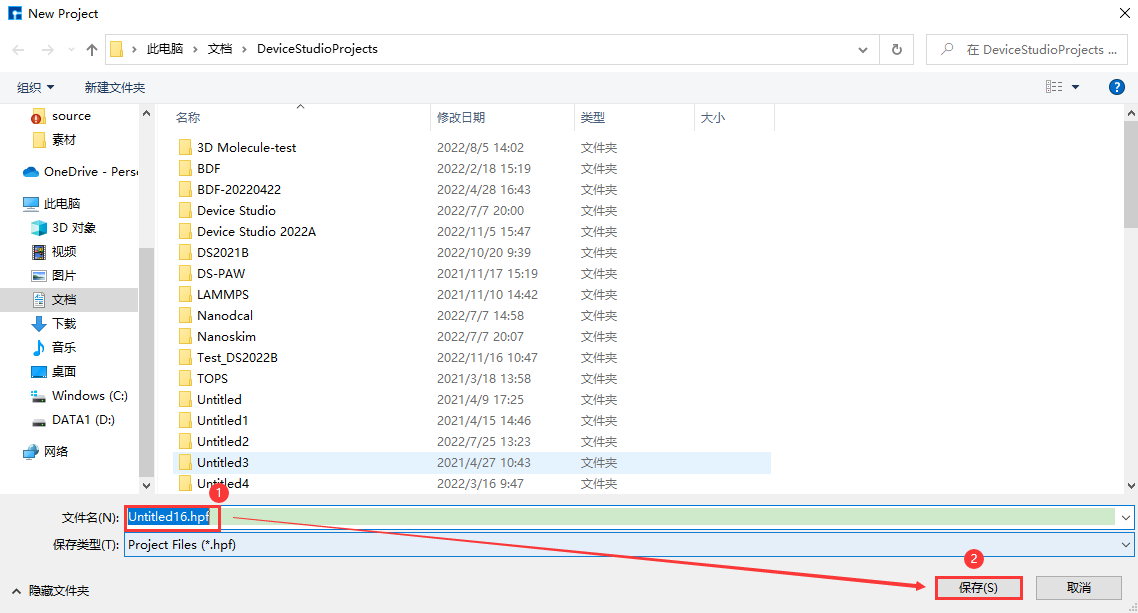 New Project
此电脑 › 文档 › DeviceStudioProjects
在 DeviceStudioProjects ...
组织
新建文件夹
?
source
素材
OneDrive - Perso
此电脑
3D 对象
视频
图片
文档
下载
音乐
桌面
Windows (C:)
DATA1 (D:)
网络
名称 修改日期 类型 大小
3D Molecule-test 2022/8/5 14:02 文件夹
BDF 2022/2/18 15:19 文件夹
BDF-20220422 2022/4/28 16:43 文件夹
Device Studio 2022/7/7 20:00 文件夹
Device Studio 2022A 2022/11/5 15:47 文件夹
DS2021B 2022/10/20 9:39 文件夹
DS-PAW 2021/11/17 15:19 文件夹
LAMMPS 2021/11/10 14:42 文件夹
Nanodcal 2022/7/7 14:58 文件夹
Nanoskim 2022/7/7 20:07 文件夹
Test_DS2022B 2022/11/16 10:47 文件夹
TOPS 2021/3/18 13:58 文件夹
Untitled 2021/4/9 17:25 文件夹
Untitled1 2021/4/15 14:46 文件夹
Untitled2 2022/7/25 13:23 文件夹
Untitled3 2021/4/27 10:43 文件夹
Untitled4 2022/3/16 9:47 文件夹
1
文件名(N): Untitled16.hpf
保存类型(T): Project Files (*.hpf)
2
隐藏文件夹
保存(S)
取消